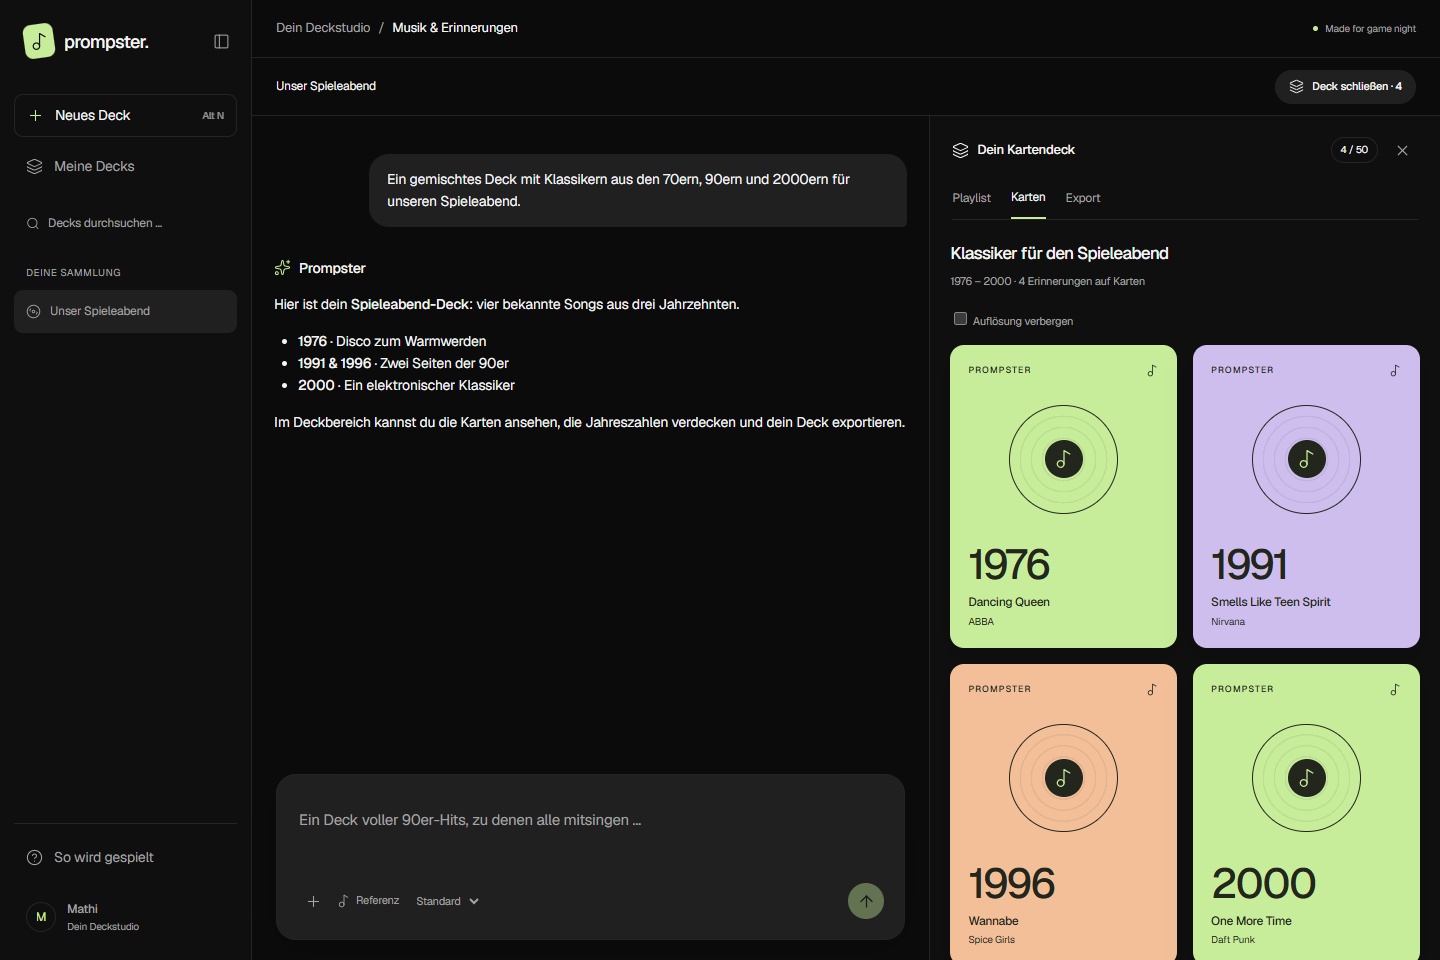 prompster.
Neues Deck
Alt N
Meine Decks
Decks durchsuchen ...
DEINE SAMMLUNG
Unser Spieleabend
So wird gespielt
M
Mathi
Dein Deckstudio
Dein Deckstudio / Musik & Erinnerungen
Made for game night
Unser Spieleabend
Deck schließen · 4
Ein gemischtes Deck mit Klassikern aus den 70ern, 90ern und 2000ern für
unseren Spieleabend.
Prompster
Hier ist dein Spieleabend-Deck: vier bekannte Songs aus drei Jahrzehnten.
• 1976 · Disco zum Warmwerden
• 1991 & 1996 · Zwei Seiten der 90er
• 2000 · Ein elektronischer Klassiker
Im Deckbereich kannst du die Karten ansehen, die Jahreszahlen verdecken und dein Deck exportieren.
Ein Deck voller 90er-Hits, zu denen alle mitsingen ...
Referenz
Standard
Dein Kartendeck
4 / 50
Playlist
Karten
Export
Klassiker für den Spieleabend
1976 – 2000 · 4 Erinnerungen auf Karten
Auflösung verbergen
PROMPSTER
1976
Dancing Queen
ABBA
PROMPSTER
1991
Smells Like Teen Spirit
Nirvana
PROMPSTER
1996
Wannabe
Spice Girls
PROMPSTER
2000
One More Time
Daft Punk